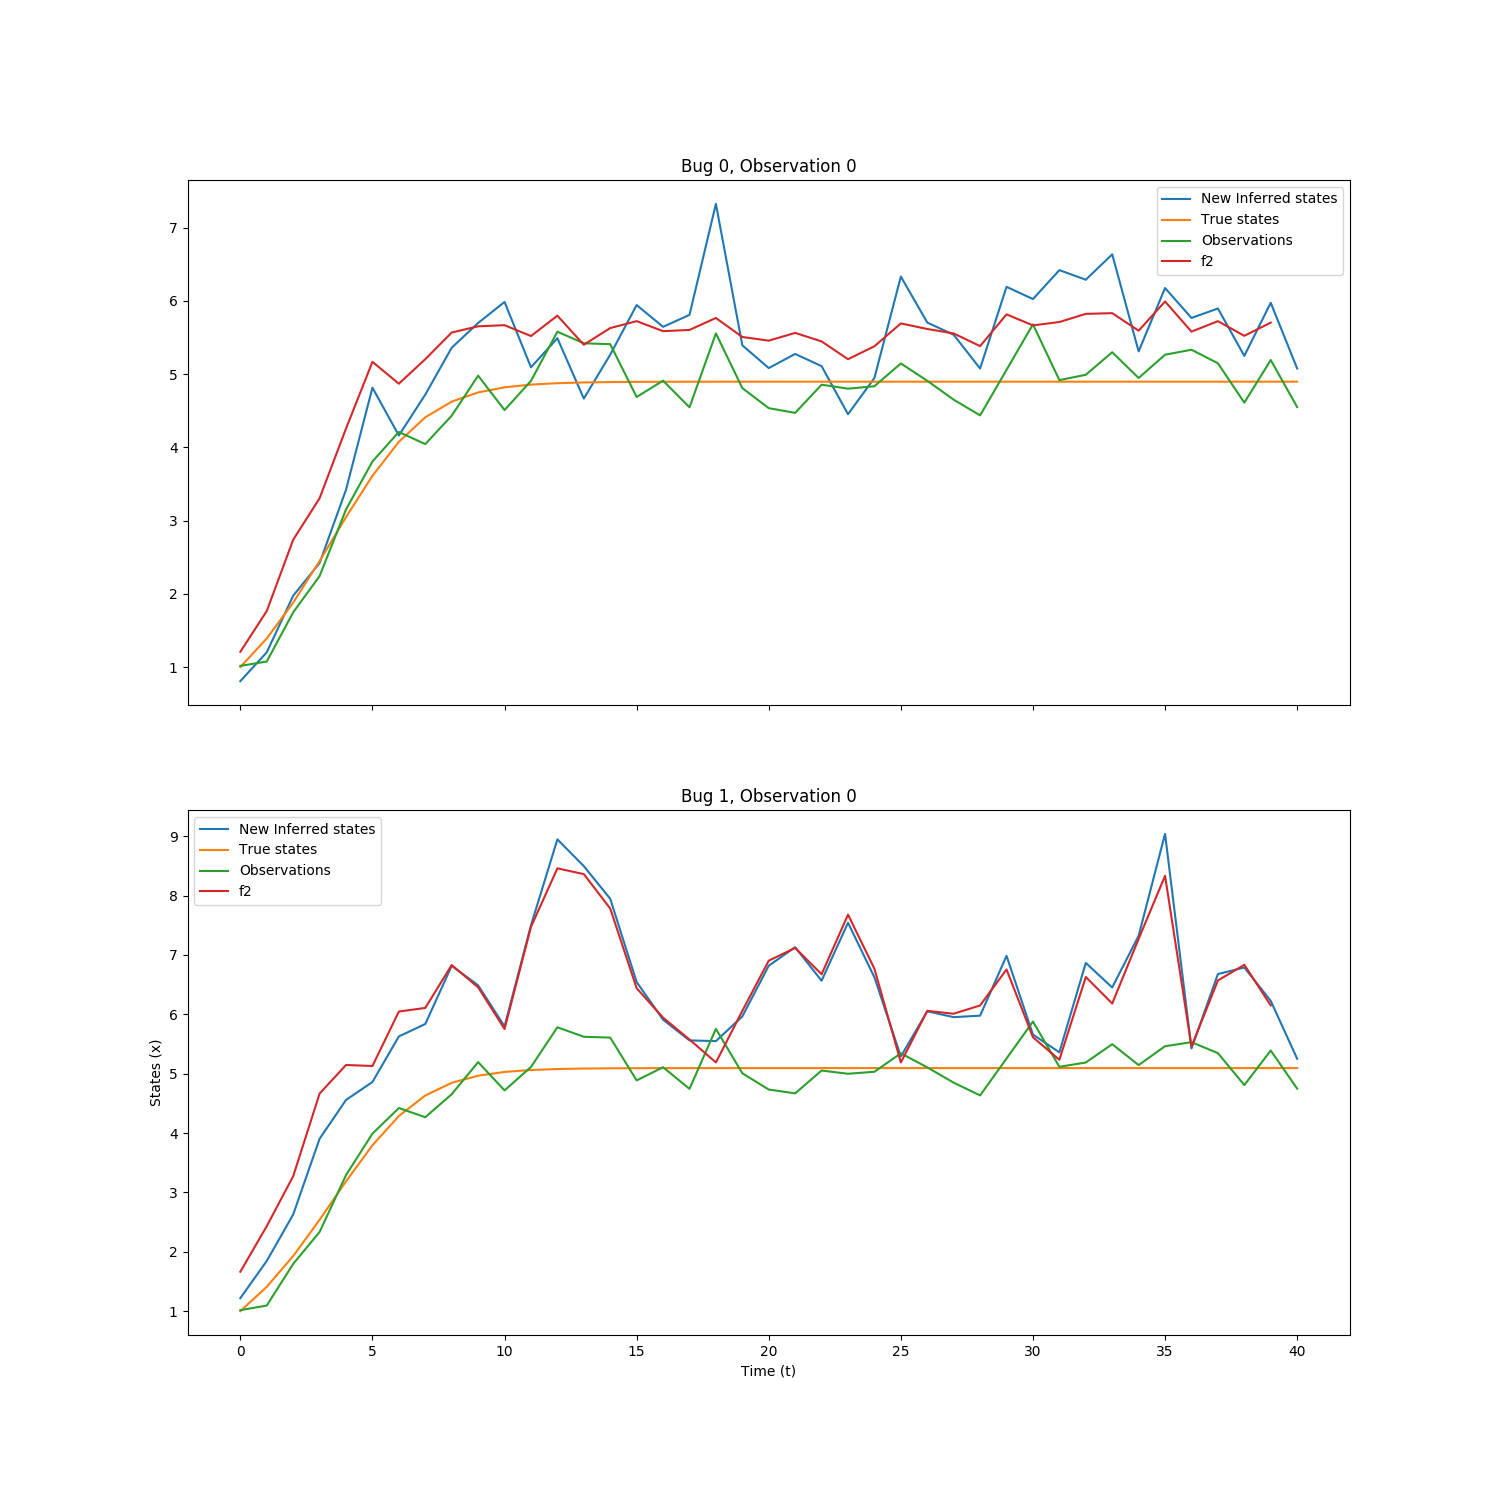 Bug 0, Observation 0
New Inferred states
True states
Observations
f2
7
6
5
4
3
2
1
Bug 1, Observation 0
New Inferred states
True states
Observations
f2
9
8
7
6
5
4
3
2
1
States (x)
0 5 10 15 20 25 30 35 40
Time (t)